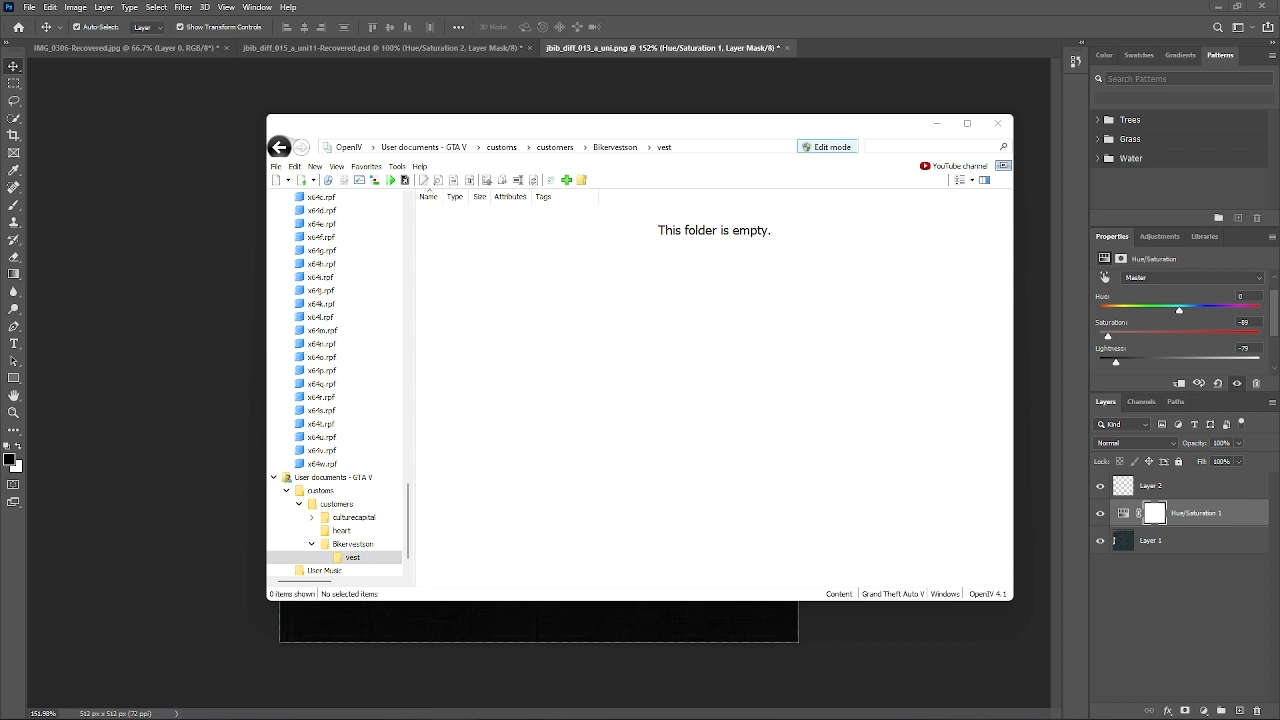 File Edit Image Layer Type Select Filter 3D View Window Help
Auto-Select: Layer Show Transform Controls 3D Mode:
IMG_0306-Recovered.jpg @ 66.7% (Layer 0, RGB/8*) * × jbib_diff_015_a_uni11-Recovered.psd @ 100% (Hue/Saturation 2, Layer Mask/8) * × jbib_diff_013_a_uni.png @ 152% (Hue/Saturation 1, Layer Mask/8) * ×
Color Swatches Gradients Patterns
Search Patterns
Trees
Grass
Water
OpenIV User documents - GTA V customs customers Bikervestson vest Edit mode
File Edit New View Favorites Tools Help YouTube channel
Name Type Size Attributes Tags
This folder is empty.
x64c.rpf
x64d.rpf
x64e.rpf
x64f.rpf
x64g.rpf
x64h.rpf
x64i.rpf
x64j.rpf
x64k.rpf
x64l.rpf
x64m.rpf
x64n.rpf
x64o.rpf
x64p.rpf
x64q.rpf
x64r.rpf
x64s.rpf
x64t.rpf
x64u.rpf
x64v.rpf
x64w.rpf
User documents - GTA V
customs
customers
culturecapital
heart
Bikervestson
vest
User Music
0 items shown No selected items Content Grand Theft Auto V Windows OpenIV 4.1
Properties Adjustments Libraries
Hue/Saturation
Master
Hue: 0
Saturation: -89
Lightness: -79
Layers Channels Paths
Kind
Normal Opacity: 100%
Lock: Fill: 100%
Layer 2
Hue/Saturation 1
Layer 1
151.98% 512 px x 512 px (72 ppi)